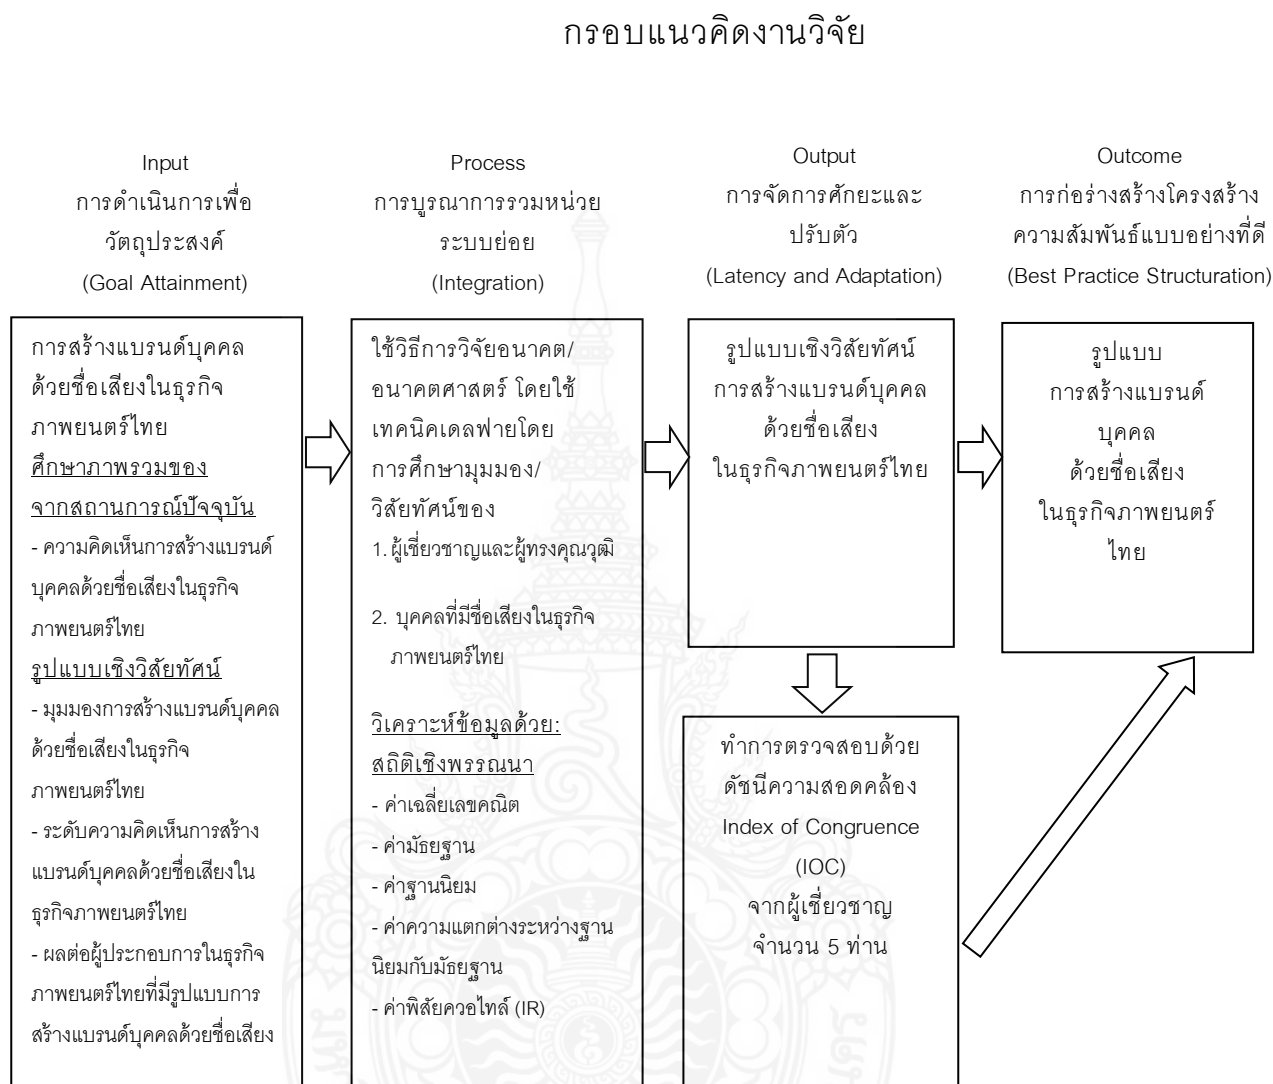 กรอบแนวคิดงานวิจัย
Input
การดำเนินการเพื่อ
วัตถุประสงค์
(Goal Attainment)
การสร้างแบรนด์บุคคล
ด้วยชื่อเสียงในธุรกิจ
ภาพยนตร์ไทย
ศึกษาภาพรวมของ
จากสถานการณ์ปัจจุบัน
- ความคิดเห็นการสร้างแบรนด์
บุคคลด้วยชื่อเสียงในธุรกิจ
ภาพยนตร์ไทย
รูปแบบเชิงวิสัยทัศน์
- มุมมองการสร้างแบรนด์บุคคล
ด้วยชื่อเสียงในธุรกิจ
ภาพยนตร์ไทย
- ระดับความคิดเห็นการสร้าง
แบรนด์บุคคลด้วยชื่อเสียงใน
ธุรกิจภาพยนตร์ไทย
- ผลต่อผู้ประกอบการในธุรกิจ
ภาพยนตร์ไทยที่มีรูปแบบการ
สร้างแบรนด์บุคคลด้วยชื่อเสียง
Process
การบูรณาการรวมหน่วย
ระบบย่อย
(Integration)
ใช้วิธีการวิจัยอนาคต/
อนาคตศาสตร์ โดยใช้
เทคนิคเดลฟายโดย
การศึกษามุมมอง/
วิสัยทัศน์ของ
1. ผู้เชี่ยวชาญและผู้ทรงคุณวุฒิ
2. บุคคลที่มีชื่อเสียงในธุรกิจ
ภาพยนตร์ไทย
วิเคราะห์ข้อมูลด้วย:
สถิติเชิงพรรณนา
- ค่าเฉลี่ยเลขคณิต
- ค่ามัธยฐาน
- ค่าฐานนิยม
- ค่าความแตกต่างระหว่างฐาน
นิยมกับมัธยฐาน
- ค่าพิสัยควอไทล์ (IR)
Output
การจัดการศักยะและ
ปรับตัว
(Latency and Adaptation)
รูปแบบเชิงวิสัยทัศน์
การสร้างแบรนด์บุคคล
ด้วยชื่อเสียง
ในธุรกิจภาพยนตร์ไทย
ทำการตรวจสอบด้วย
ดัชนีความสอดคล้อง
Index of Congruence
(IOC)
จากผู้เชี่ยวชาญ
จำนวน 5 ท่าน
Outcome
การก่อร่างสร้างโครงสร้าง
ความสัมพันธ์แบบอย่างที่ดี
(Best Practice Structuration)
รูปแบบ
การสร้างแบรนด์
บุคคล
ด้วยชื่อเสียง
ในธุรกิจภาพยนตร์
ไทย